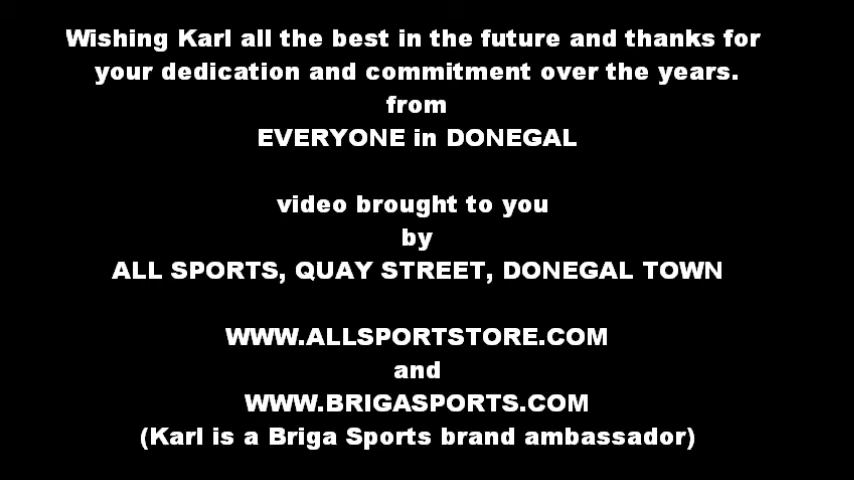 Wishing Karl all the best in the future and thanks for
your dedication and commitment over the years.
from
EVERYONE in DONEGAL
video brought to you
by
ALL SPORTS, QUAY STREET, DONEGAL TOWN
WWW.ALLSPORTSTORE.COM
and
WWW.BRIGASPORTS.COM
(Karl is a Briga Sports brand ambassador)